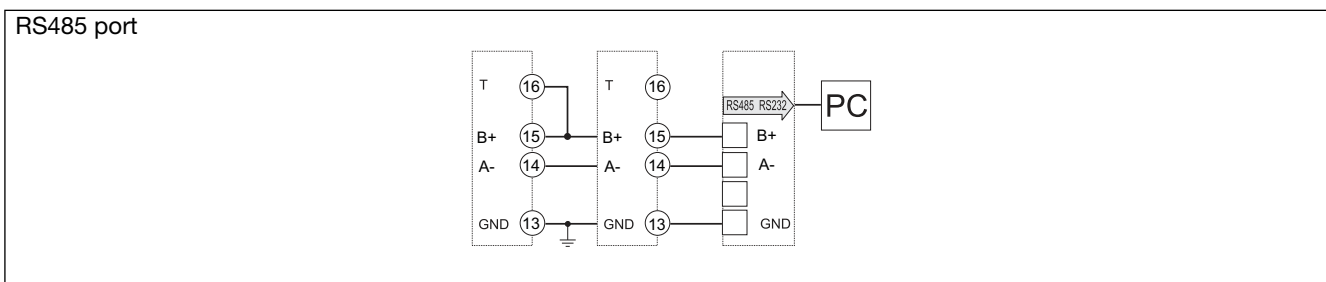 RS485 port
T 16 T 16
RS485 RS232 PC
B+ 15 B+ 15 B+
A- 14 A- 14 A-
GND 13 GND 13 GND